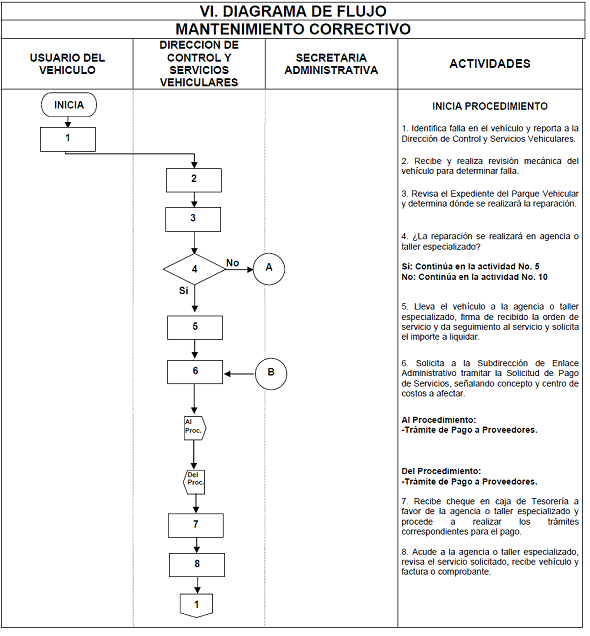 VI. DIAGRAMA DE FLUJO
MANTENIMIENTO CORRECTIVO
USUARIO DEL
VEHICULO
DIRECCION DE
CONTROL Y
SERVICIOS
VEHICULARES
SECRETARIA
ADMINISTRATIVA
ACTIVIDADES
INICIA
1
2
3
4
No
A
Sí
5
6
B
Al
Proc.
Del
Proc.
7
8
1
INICIA PROCEDIMIENTO
1. Identifica falla en el vehículo y reporta a la
Dirección de Control y Servicios Vehiculares.
2. Recibe y realiza revisión mecánica del
vehículo para determinar falla.
3. Revisa el Expediente del Parque Vehicular
y determina dónde se realizará la reparación.
4. ¿La reparación se realizará en agencia o
taller especializado?
Sí: Continúa en la actividad No. 5
No: Continúa en la actividad No. 10
5. Lleva el vehículo a la agencia o taller
especializado, firma de recibido la orden de
servicio y da seguimiento al servicio y solicita
el importe a liquidar.
6. Solicita a la Subdirección de Enlace
Administrativo tramitar la Solicitud de Pago
de Servicios, señalando concepto y centro de
costos a afectar.
Al Procedimiento:
-Trámite de Pago a Proveedores.
Del Procedimiento:
-Trámite de Pago a Proveedores.
7. Recibe cheque en caja de Tesorería a
favor de la agencia o taller especializado y
procede a realizar los trámites
correspondientes para el pago.
8. Acude a la agencia o taller especializado,
revisa el servicio solicitado, recibe vehículo y
factura o comprobante.